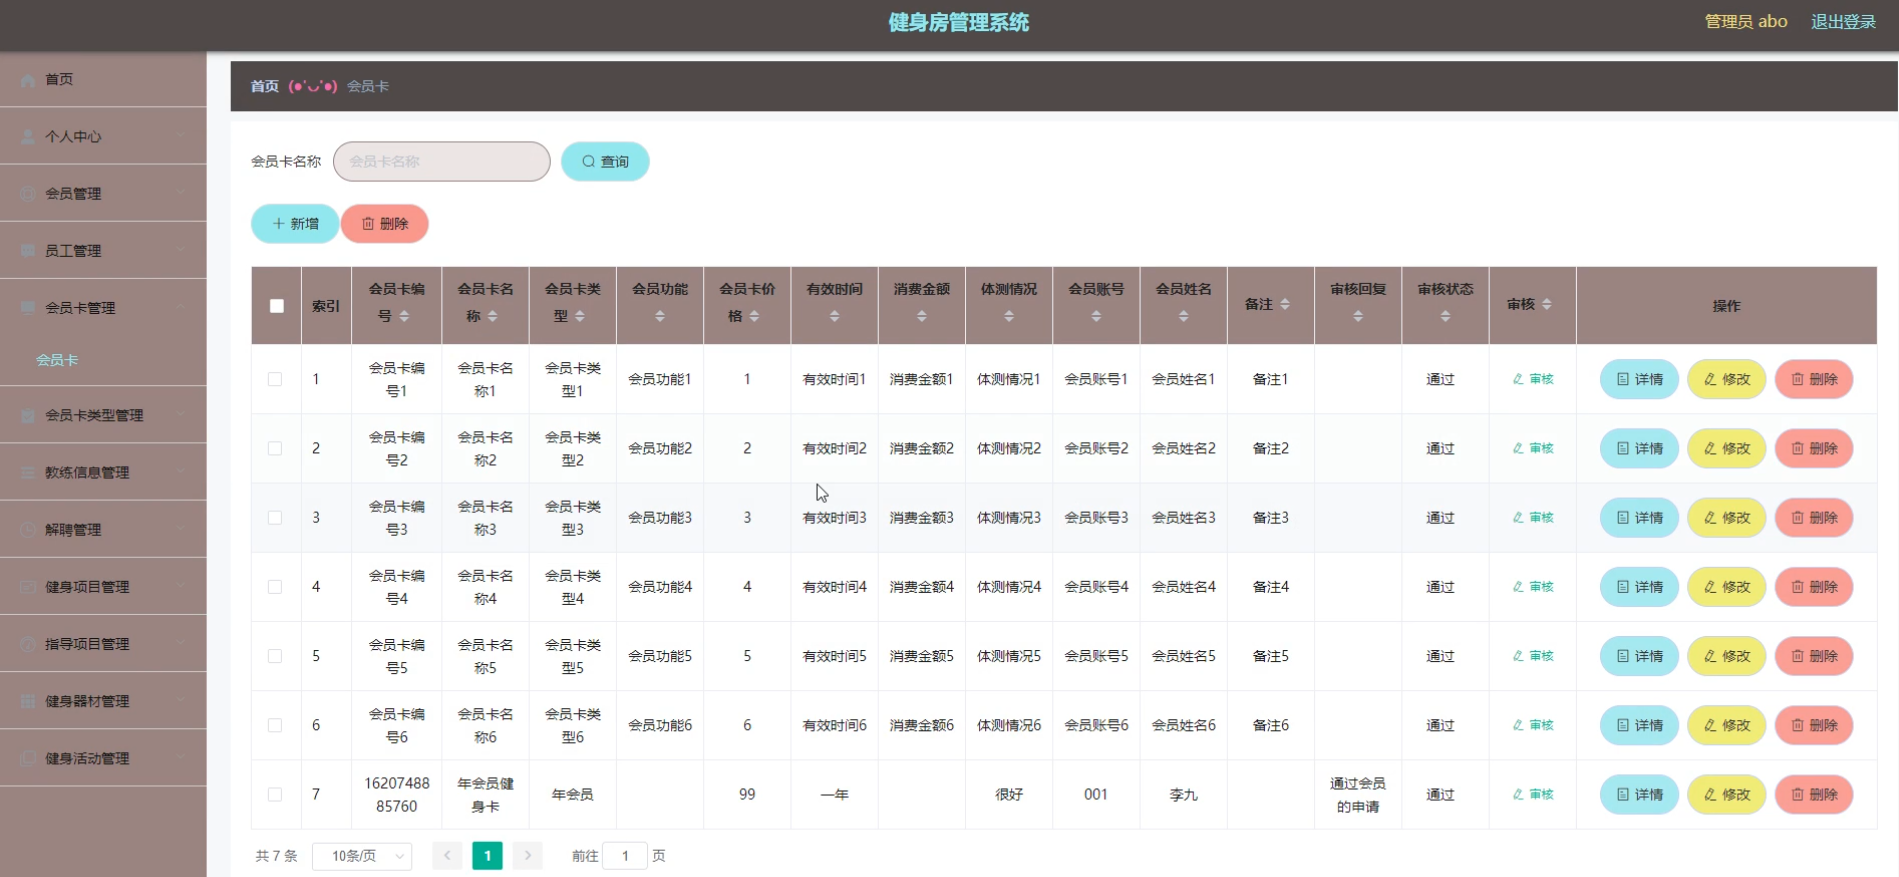 健身房管理系统
管理员 abo 退出登录
首页
个人中心
会员管理
员工管理
会员卡管理
会员卡
会员卡类型管理
教练信息管理
解聘管理
健身项目管理
指导项目管理
健身器材管理
健身活动管理
首页 (●'◡'●) 会员卡
会员卡名称 会员卡名称 查询
新增 删除
索引 会员卡编号 会员卡名称 会员卡类型 会员功能 会员卡价格 有效时间 消费金额 体测情况 会员账号 会员姓名 备注 审核回复 审核状态 审核 操作
1 会员卡编号1 会员卡名称1 会员卡类型1 会员功能1 1 有效时间1 消费金额1 体测情况1 会员账号1 会员姓名1 备注1 通过 审核 详情 修改 删除
2 会员卡编号2 会员卡名称2 会员卡类型2 会员功能2 2 有效时间2 消费金额2 体测情况2 会员账号2 会员姓名2 备注2 通过 审核 详情 修改 删除
3 会员卡编号3 会员卡名称3 会员卡类型3 会员功能3 3 有效时间3 消费金额3 体测情况3 会员账号3 会员姓名3 备注3 通过 审核 详情 修改 删除
4 会员卡编号4 会员卡名称4 会员卡类型4 会员功能4 4 有效时间4 消费金额4 体测情况4 会员账号4 会员姓名4 备注4 通过 审核 详情 修改 删除
5 会员卡编号5 会员卡名称5 会员卡类型5 会员功能5 5 有效时间5 消费金额5 体测情况5 会员账号5 会员姓名5 备注5 通过 审核 详情 修改 删除
6 会员卡编号6 会员卡名称6 会员卡类型6 会员功能6 6 有效时间6 消费金额6 体测情况6 会员账号6 会员姓名6 备注6 通过 审核 详情 修改 删除
7 1620748885760 年会员健身卡 年会员 99 一年 很好 001 李九 通过会员的申请 通过 审核 详情 修改 删除
共 7 条 10条/页 1 前往 1 页